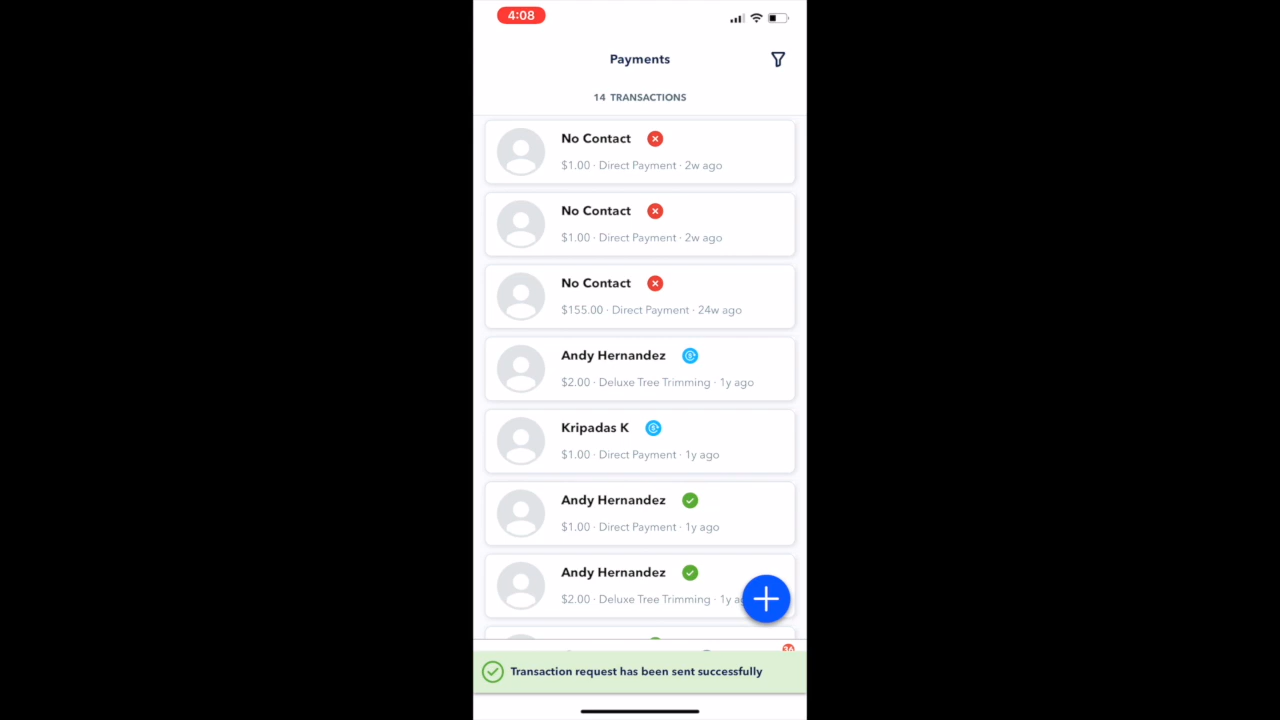 4:08
Payments
14 TRANSACTIONS
No Contact
$1.00 · Direct Payment · 2w ago
No Contact
$1.00 · Direct Payment · 2w ago
No Contact
$155.00 · Direct Payment · 24w ago
Andy Hernandez
$2.00 · Deluxe Tree Trimming · 1y ago
Kripadas K
$1.00 · Direct Payment · 1y ago
Andy Hernandez
$1.00 · Direct Payment · 1y ago
Andy Hernandez
$2.00 · Deluxe Tree Trimming · 1y
Transaction request has been sent successfully